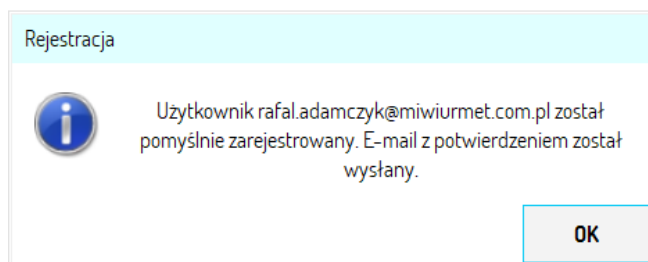 Rejestracja
Użytkownik rafal.adamczyk@miwiurmet.com.pl został
pomyślnie zarejestrowany. E-mail z potwierdzeniem został
wysłany.
OK